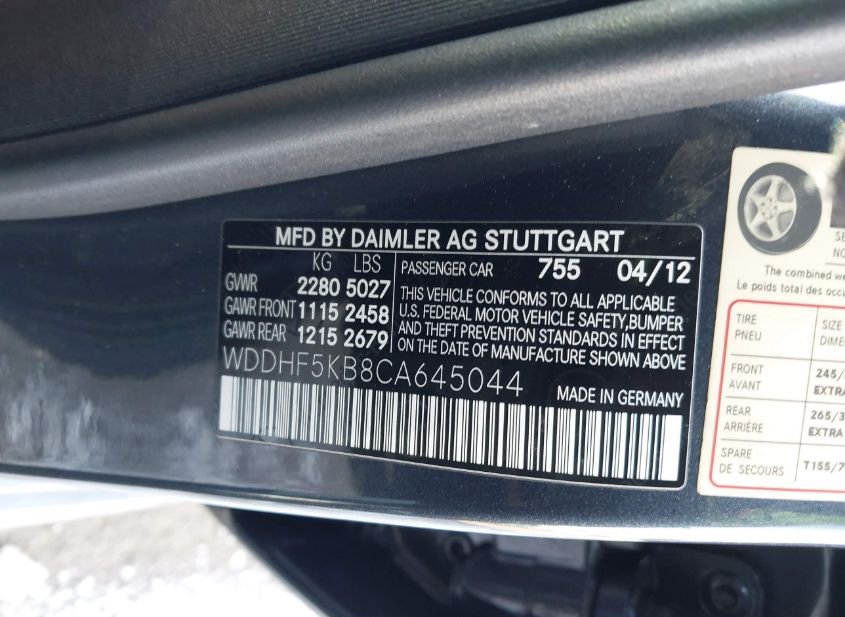 MFD BY DAIMLER AG STUTTGART
KG LBS
GVWR 2280 5027
GAWR FRONT 1115 2458
GAWR REAR 1215 2679
PASSENGER CAR 755 04/12
THIS VEHICLE CONFORMS TO ALL APPLICABLE
U.S. FEDERAL MOTOR VEHICLE SAFETY,BUMPER
AND THEFT PREVENTION STANDARDS IN EFFECT
ON THE DATE OF MANUFACTURE SHOWN ABOVE
WDDHF5KB8CA645044
MADE IN GERMANY
The combined
Le poids total des
TIRE
PNEU
SIZE
FRONT
AVANT
245/
EXTRA
REAR
ARRIÈRE
265/3
EXTRA
SPARE
DE SECOURS
T155/7